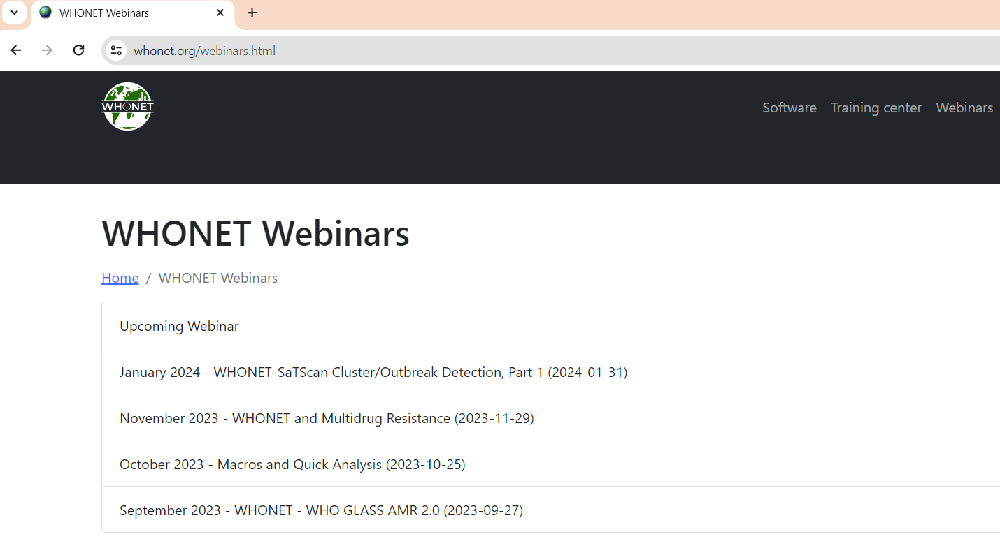 WHONET Webinars
whonet.org/webinars.html
WHONET
Software Training center Webinars
WHONET Webinars
Home / WHONET Webinars
Upcoming Webinar
January 2024 - WHONET-SaTScan Cluster/Outbreak Detection, Part 1 (2024-01-31)
November 2023 - WHONET and Multidrug Resistance (2023-11-29)
October 2023 - Macros and Quick Analysis (2023-10-25)
September 2023 - WHONET - WHO GLASS AMR 2.0 (2023-09-27)